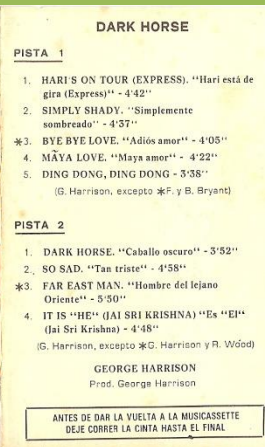 DARK HORSE
PISTA 1
1. HARI'S ON TOUR (EXPRESS). "Hari está de
gira (Express)" - 4'42"
2. SIMPLY SHADY. "Simplemente
sombreado" - 4'37"
*3. BYE BYE LOVE. "Adiós amor" - 4'05"
4. MÃYA LOVE. "Maya amor" - 4'22"
5. DING DONG, DING DONG - 3'38"
(G. Harrison, excepto *F. y B. Bryant)
PISTA 2
1. DARK HORSE. "Caballo oscuro" - 3'52"
2. SO SAD. "Tan triste" - 4'58"
*3. FAR EAST MAN. "Hombre del lejano
Oriente" - 5'50"
4. IT IS "HE" (JAI SRI KRISHNA) "Es "El"
(Jai Sri Krishna) - 4'48"
(G. Harrison, excepto *G. Harrison y R. Wood)
GEORGE HARRISON
Prod. George Harrison
ANTES DE DAR LA VUELTA A LA MUSICASSETTE
DEJE CORRER LA CINTA HASTA EL FINAL